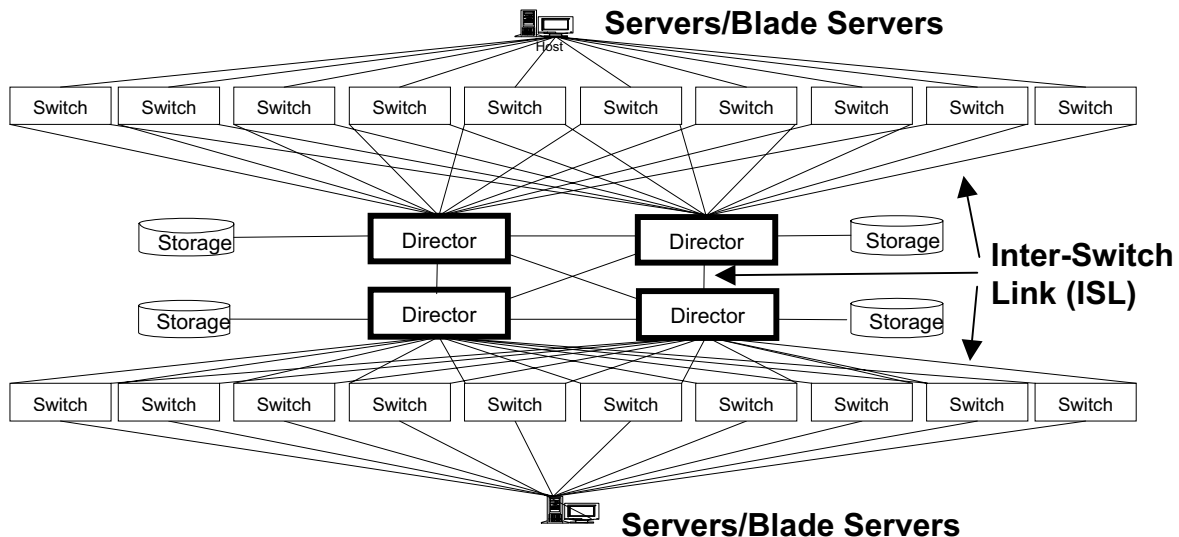 Servers/Blade Servers
Host
Switch Switch Switch Switch Switch Switch Switch Switch Switch Switch
Storage Director Director Storage
Inter-Switch
Link (ISL)
Storage Director Director Storage
Switch Switch Switch Switch Switch Switch Switch Switch Switch Switch
Servers/Blade Servers